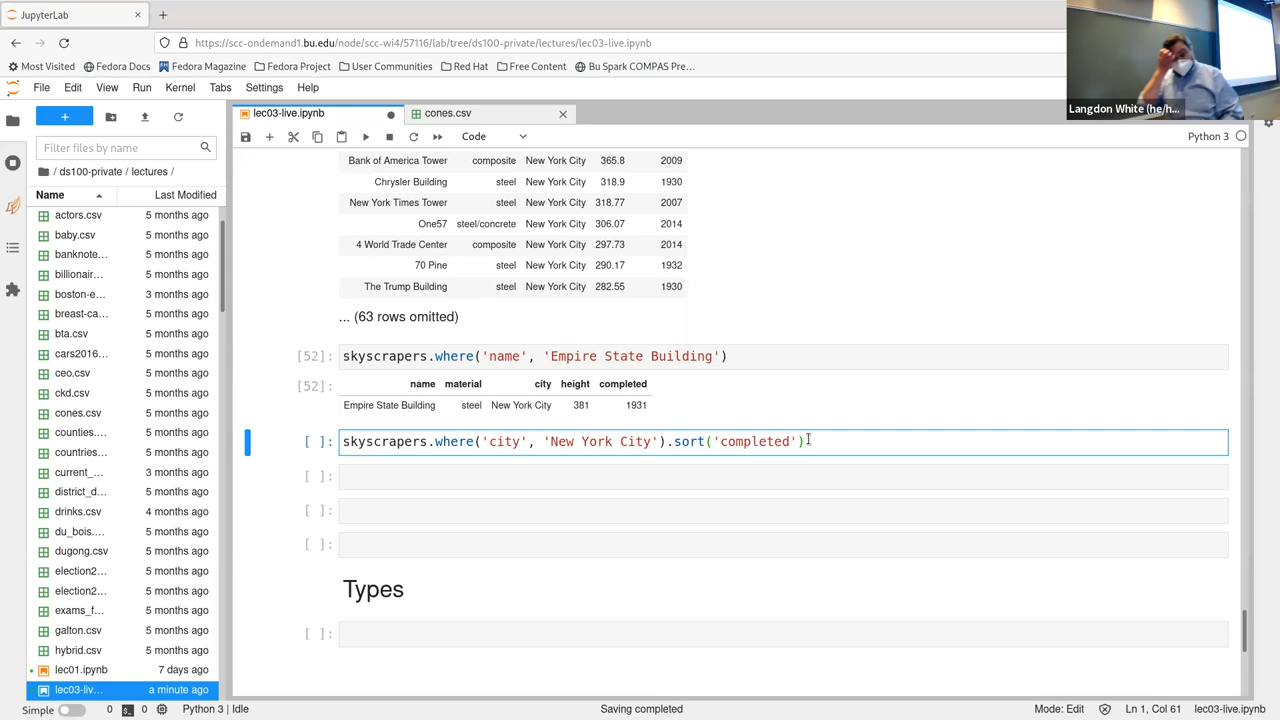 JupyterLab
https://scc-ondemand1.bu.edu/node/scc-wi4/57116/lab/tree/ds100-private/lectures/lec03-live.ipynb
Most Visited Fedora Docs Fedora Magazine Fedora Project User Communities Red Hat Free Content Bu Spark COMPAS Pre…
Langdon White (he/h...
File Edit View Run Kernel Tabs Settings Help
lec03-live.ipynb cones.csv
Code Python 3
Filter files by name
/ ds100-private / lectures /
Name Last Modified
actors.csv 5 months ago
baby.csv 5 months ago
banknote... 5 months ago
billionair... 5 months ago
boston-e... 3 months ago
breast-ca... 5 months ago
bta.csv 5 months ago
cars2016... 5 months ago
ceo.csv 5 months ago
ckd.csv 5 months ago
cones.csv 5 months ago
counties.... 5 months ago
countries... 5 months ago
current_... 3 months ago
district_d... 5 months ago
drinks.csv 4 months ago
du_bois.... 5 months ago
dugong.csv 5 months ago
election2... 5 months ago
election2... 5 months ago
exams_f... 5 months ago
galton.csv 5 months ago
hybrid.csv 5 months ago
lec01.ipynb 7 days ago
lec03-liv... a minute ago
Bank of America Tower composite New York City 365.8 2009
Chrysler Building steel New York City 318.9 1930
New York Times Tower steel New York City 318.77 2007
One57 steel/concrete New York City 306.07 2014
4 World Trade Center composite New York City 297.73 2014
70 Pine steel New York City 290.17 1932
The Trump Building steel New York City 282.55 1930
... (63 rows omitted)
[52]: skyscrapers.where('name', 'Empire State Building')
[52]: name material city height completed
Empire State Building steel New York City 381 1931
[ ]: skyscrapers.where('city', 'New York City').sort('completed')
[ ]:
[ ]:
[ ]:
Types
[ ]:
Simple 0 0 Python 3 | Idle Saving completed Mode: Edit Ln 1, Col 61 lec03-live.ipynb